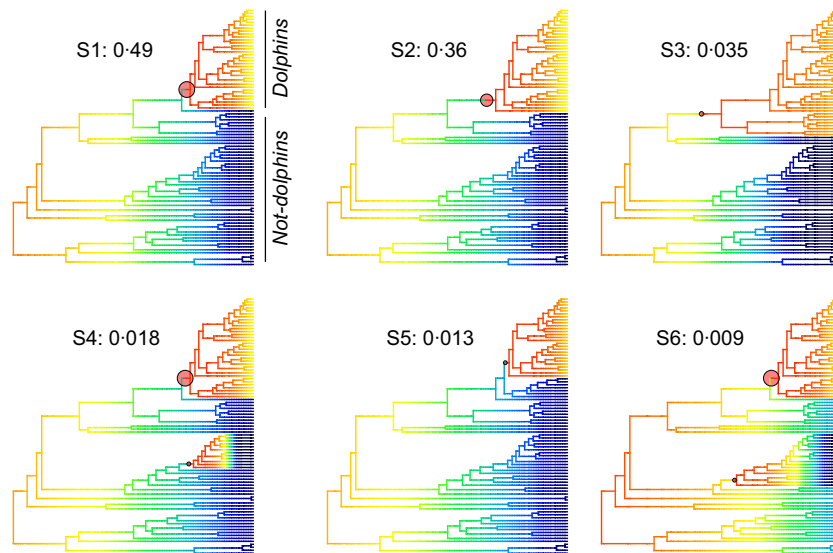 S1: 0·49
Dolphins
Not-dolphins
S2: 0·36
S3: 0·035
S4: 0·018
S5: 0·013
S6: 0·009